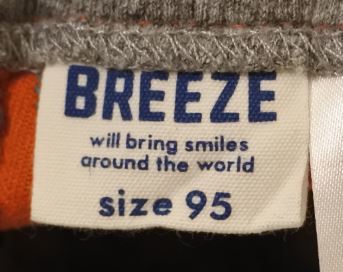 BREEZE
will bring smiles
around the world
size 95